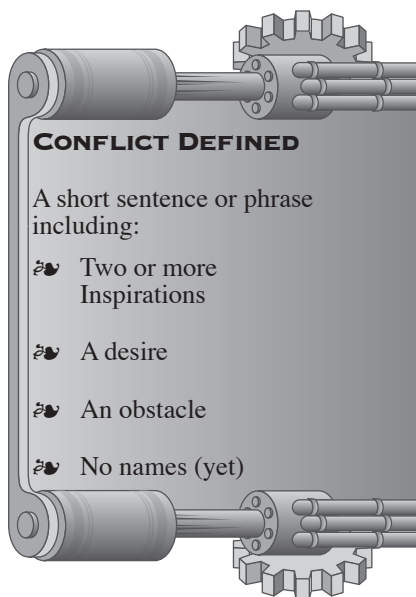 CONFLICT DEFINED
A short sentence or phrase
including:
❧ Two or more
Inspirations
❧ A desire
❧ An obstacle
❧ No names (yet)